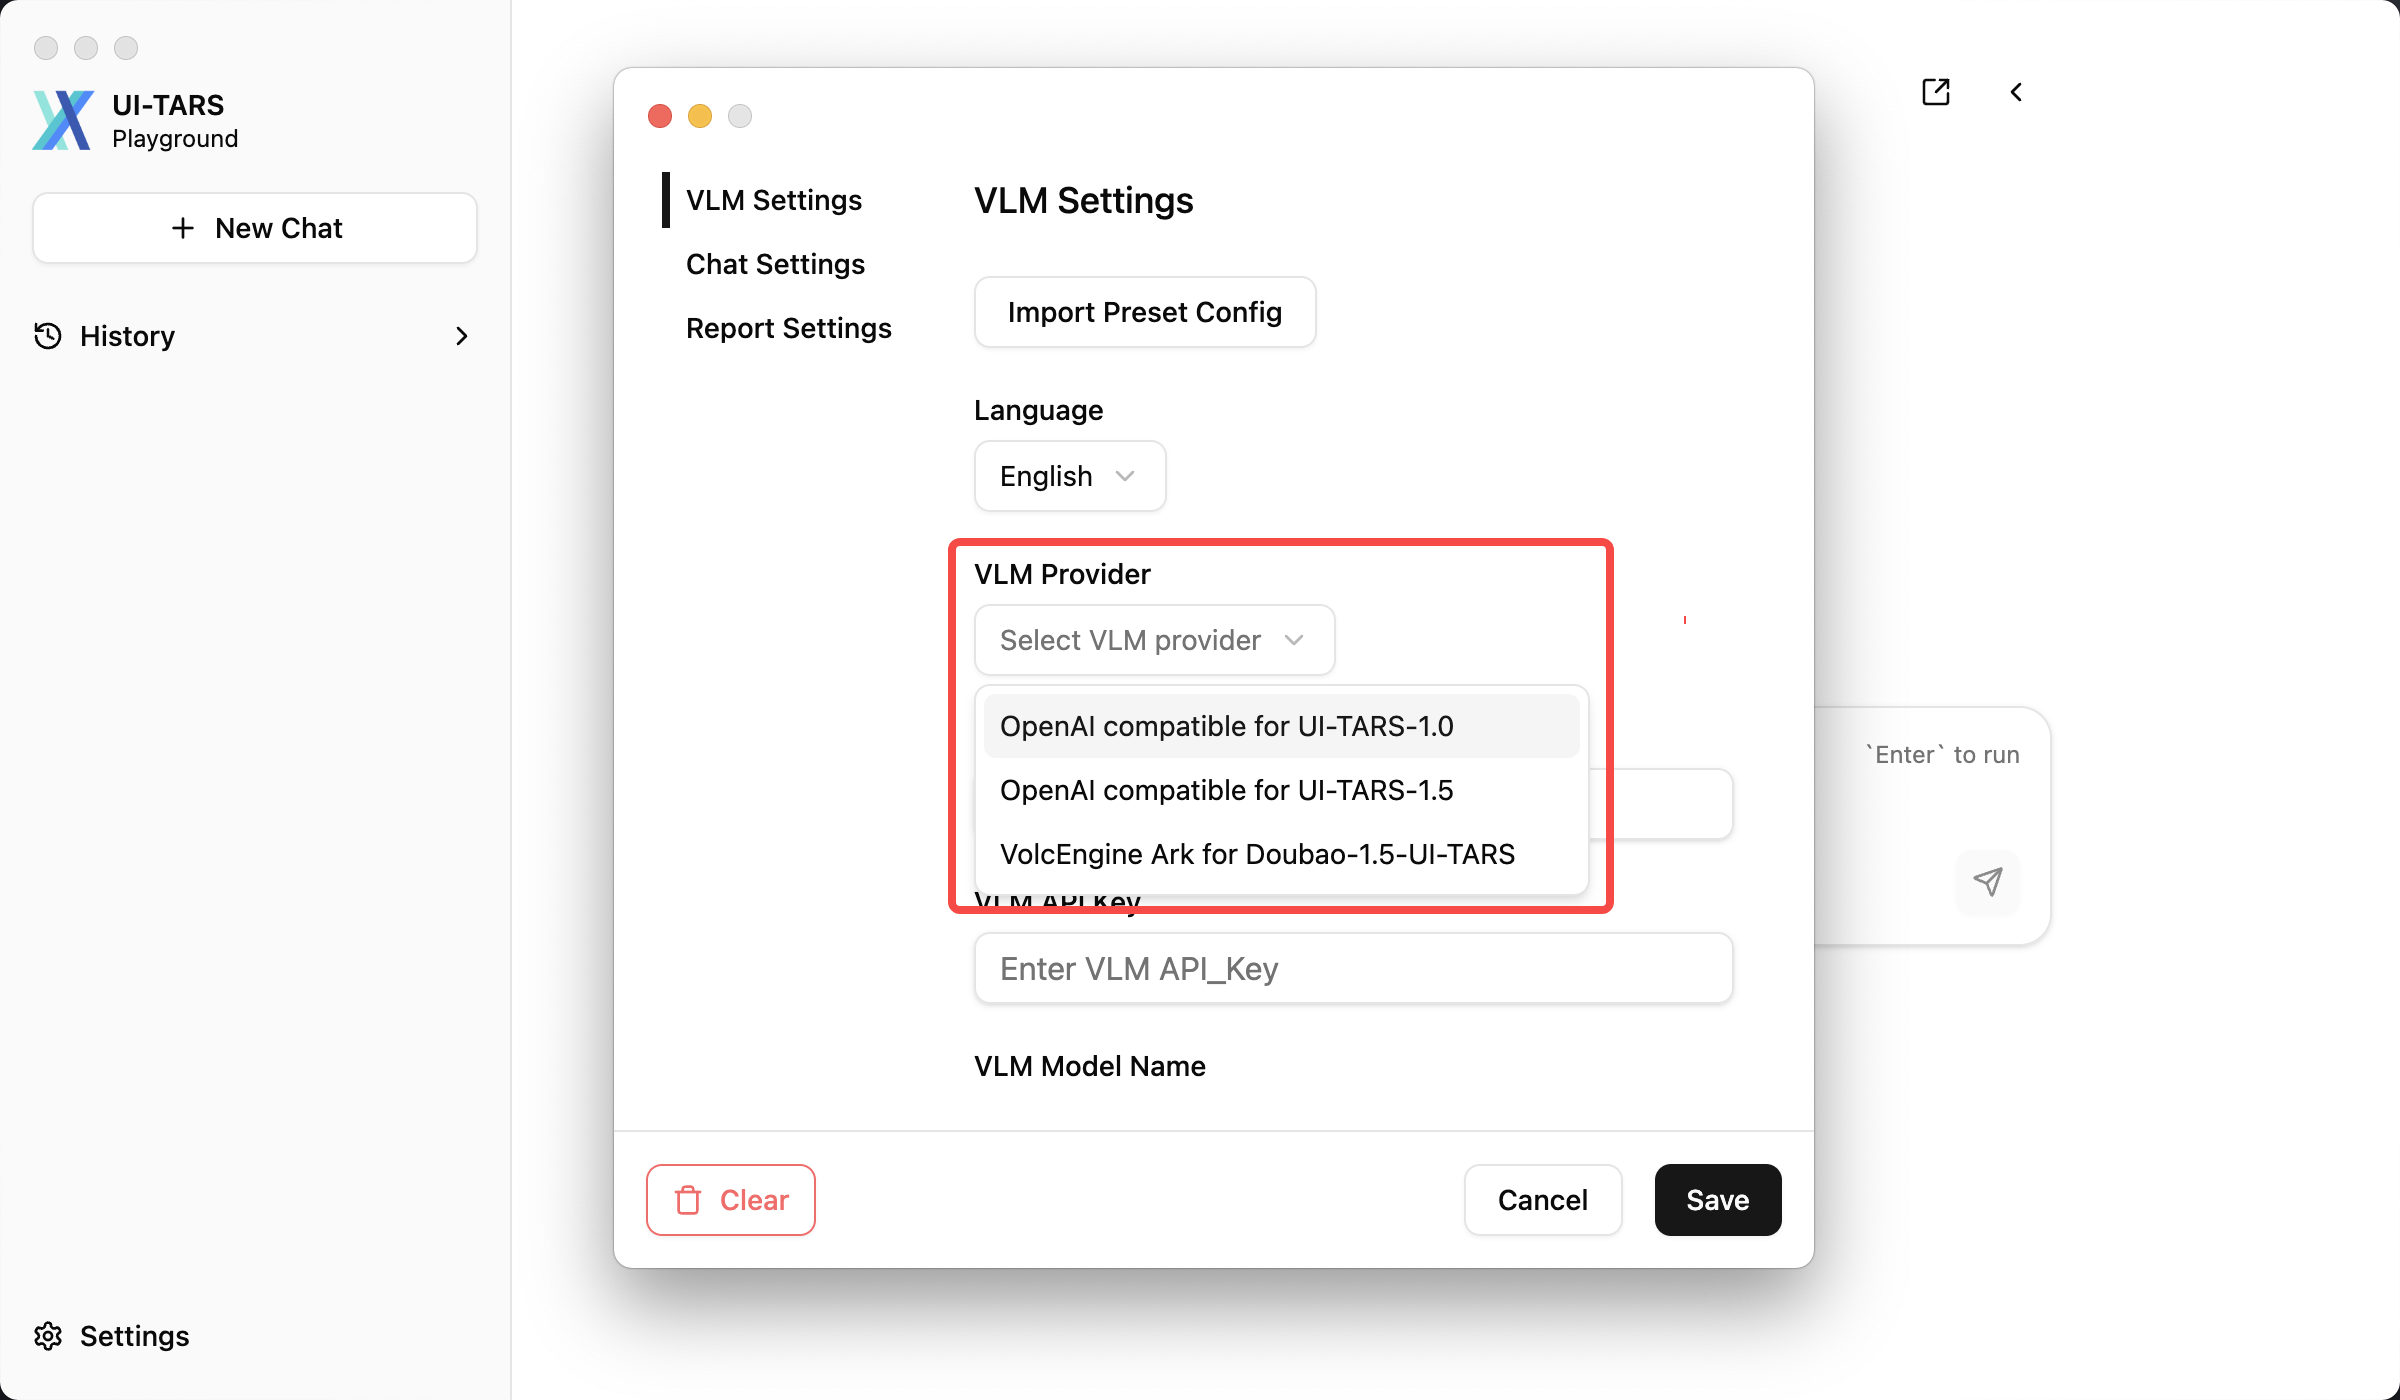 UI-TARS
Playground
New Chat
History
Settings
VLM Settings
Chat Settings
Report Settings
VLM Settings
Import Preset Config
Language
English
VLM Provider
Select VLM provider
OpenAI compatible for UI-TARS-1.0
OpenAI compatible for UI-TARS-1.5
VolcEngine Ark for Doubao-1.5-UI-TARS
VLM API Key
Enter VLM API_Key
VLM Model Name
Clear
Cancel
Save
`Enter` to run